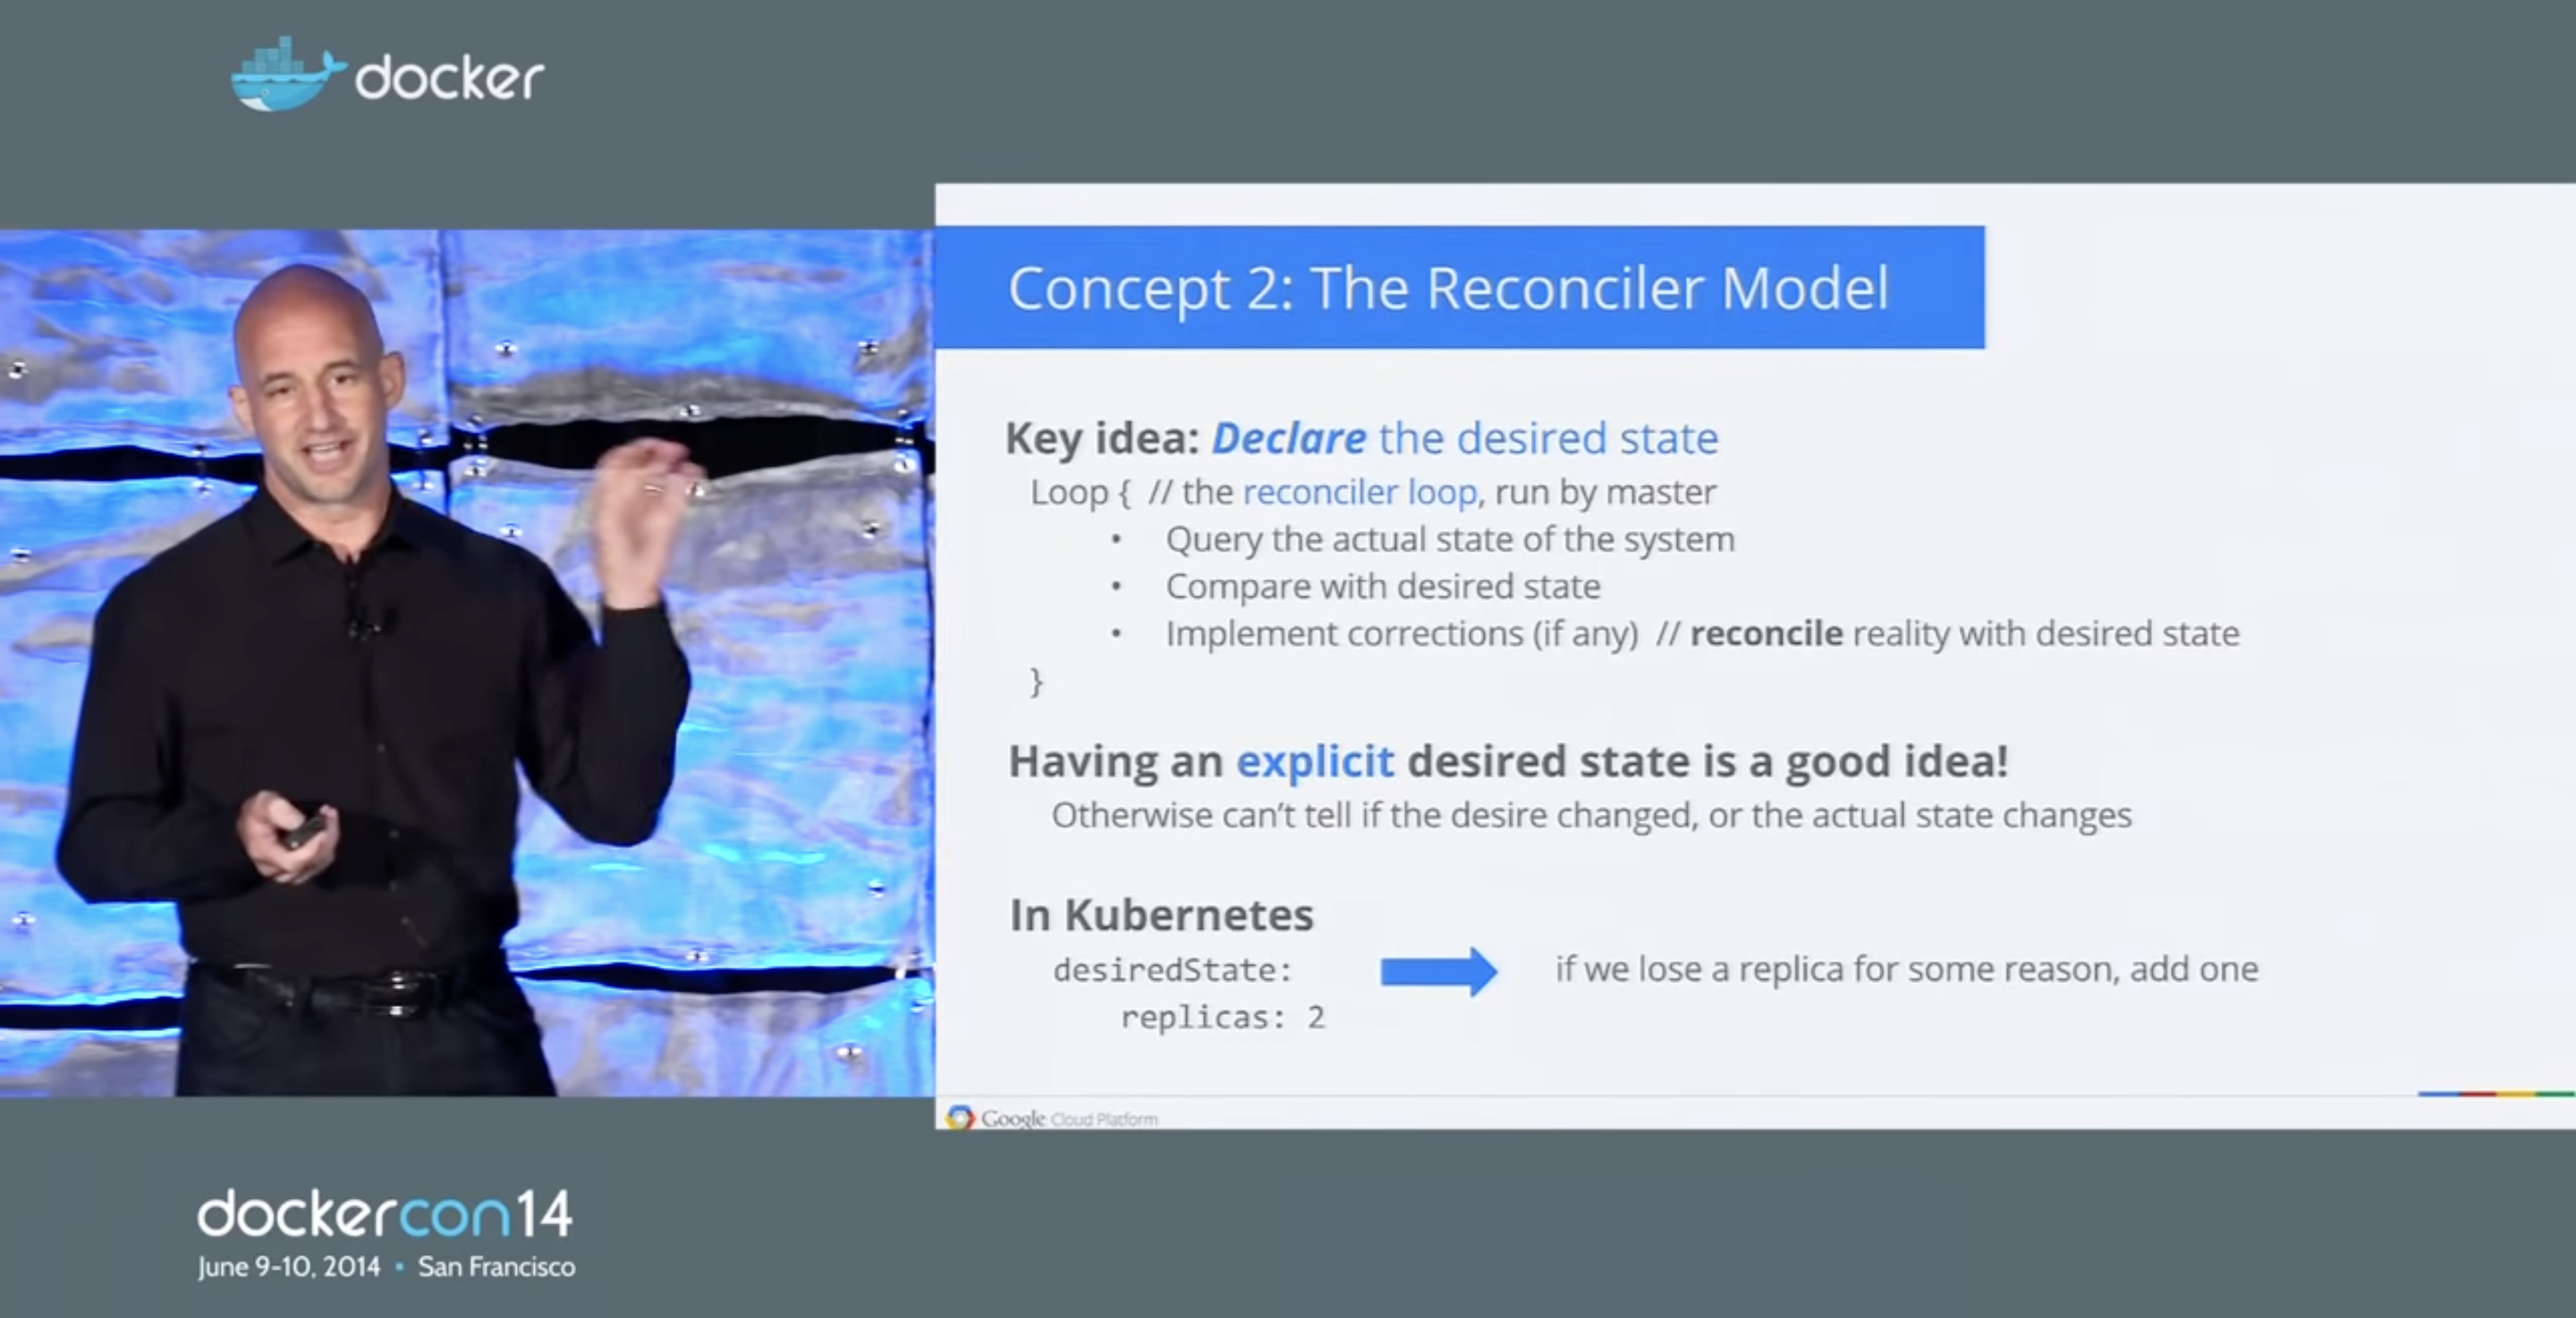 docker
Concept 2: The Reconciler Model
Key idea: Declare the desired state
Loop { // the reconciler loop, run by master
• Query the actual state of the system
• Compare with desired state
• Implement corrections (if any) // reconcile reality with desired state
}
Having an explicit desired state is a good idea!
Otherwise can't tell if the desire changed, or the actual state changes
In Kubernetes
desiredState:
replicas: 2
if we lose a replica for some reason, add one
Google Cloud Platform
dockercon14
June 9-10, 2014 ▪ San Francisco